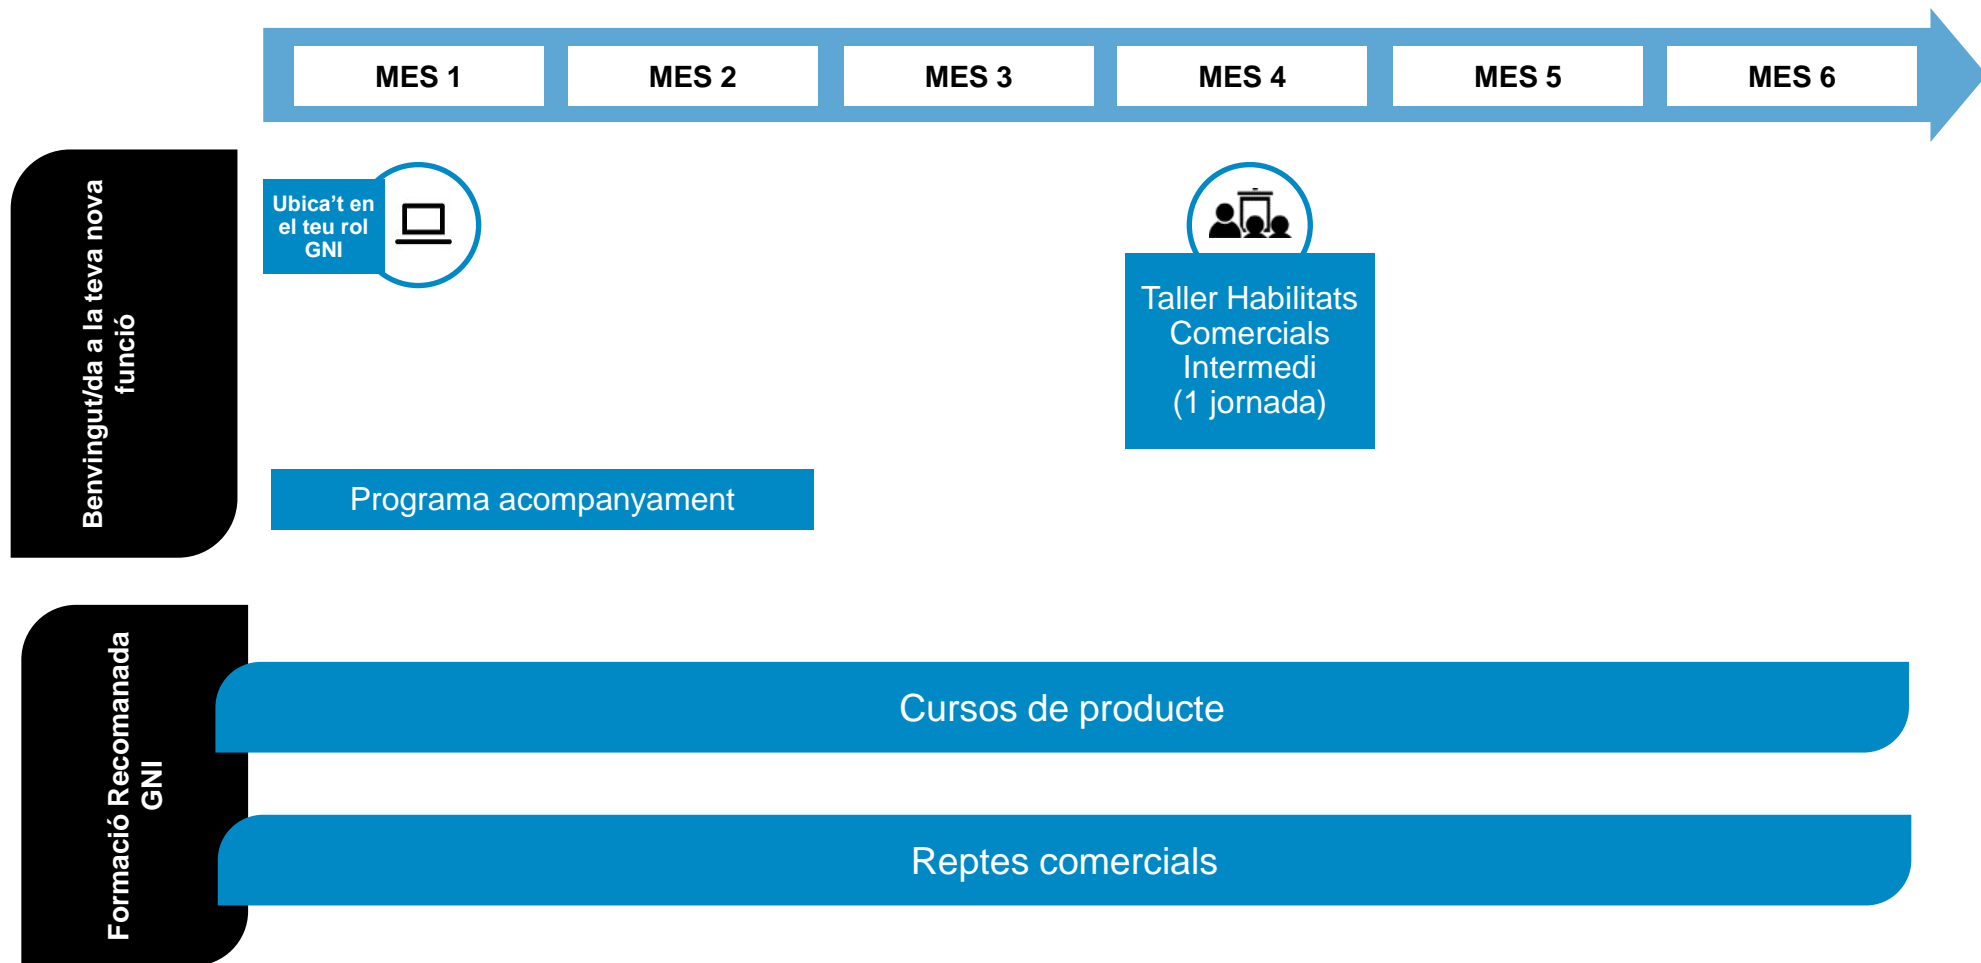 MES 1
MES 2
MES 3
MES 4
MES 5
MES 6
Benvingut/da a la teva nova
funció
Ubica’t en
el teu rol
GNI
Taller Habilitats
Comercials
Intermedi
(1 jornada)
Programa acompanyament
Formació Recomanada
GNI
Cursos de producte
Reptes comercials